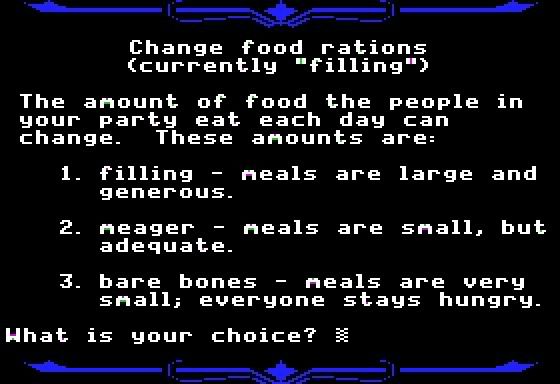 Change food rations
(currently "filling")
The amount of food the people in
your party eat each day can
change.  These amounts are:
1. filling - meals are large and
generous.
2. meager - meals are small, but
adequate.
3. bare bones - meals are very
small; everyone stays hungry.
What is your choice?